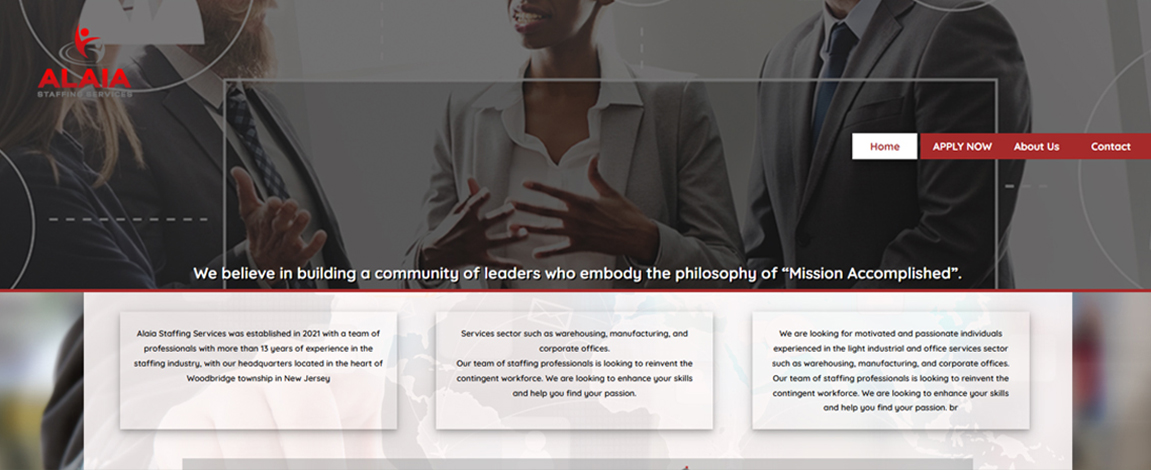 ALAIA
STAFFING SERVICES
Home
APPLY NOW
About Us
Contact
We believe in building a community of leaders who embody the philosophy of “Mission Accomplished”.
Alaia Staffing Services was established in 2021 with a team of
professionals with more than 13 years of experience in the
staffing industry, with our headquarters located in the heart of
Woodbridge township in New Jersey
Services sector such as warehousing, manufacturing, and
corporate offices.
Our team of staffing professionals is looking to reinvent the
contingent workforce. We are looking to enhance your skills
and help you find your passion.
We are looking for motivated and passionate individuals
experienced in the light industrial and office services sector
such as warehousing, manufacturing, and corporate offices.
Our team of staffing professionals is looking to reinvent the
contingent workforce. We are looking to enhance your skills
and help you find your passion. br